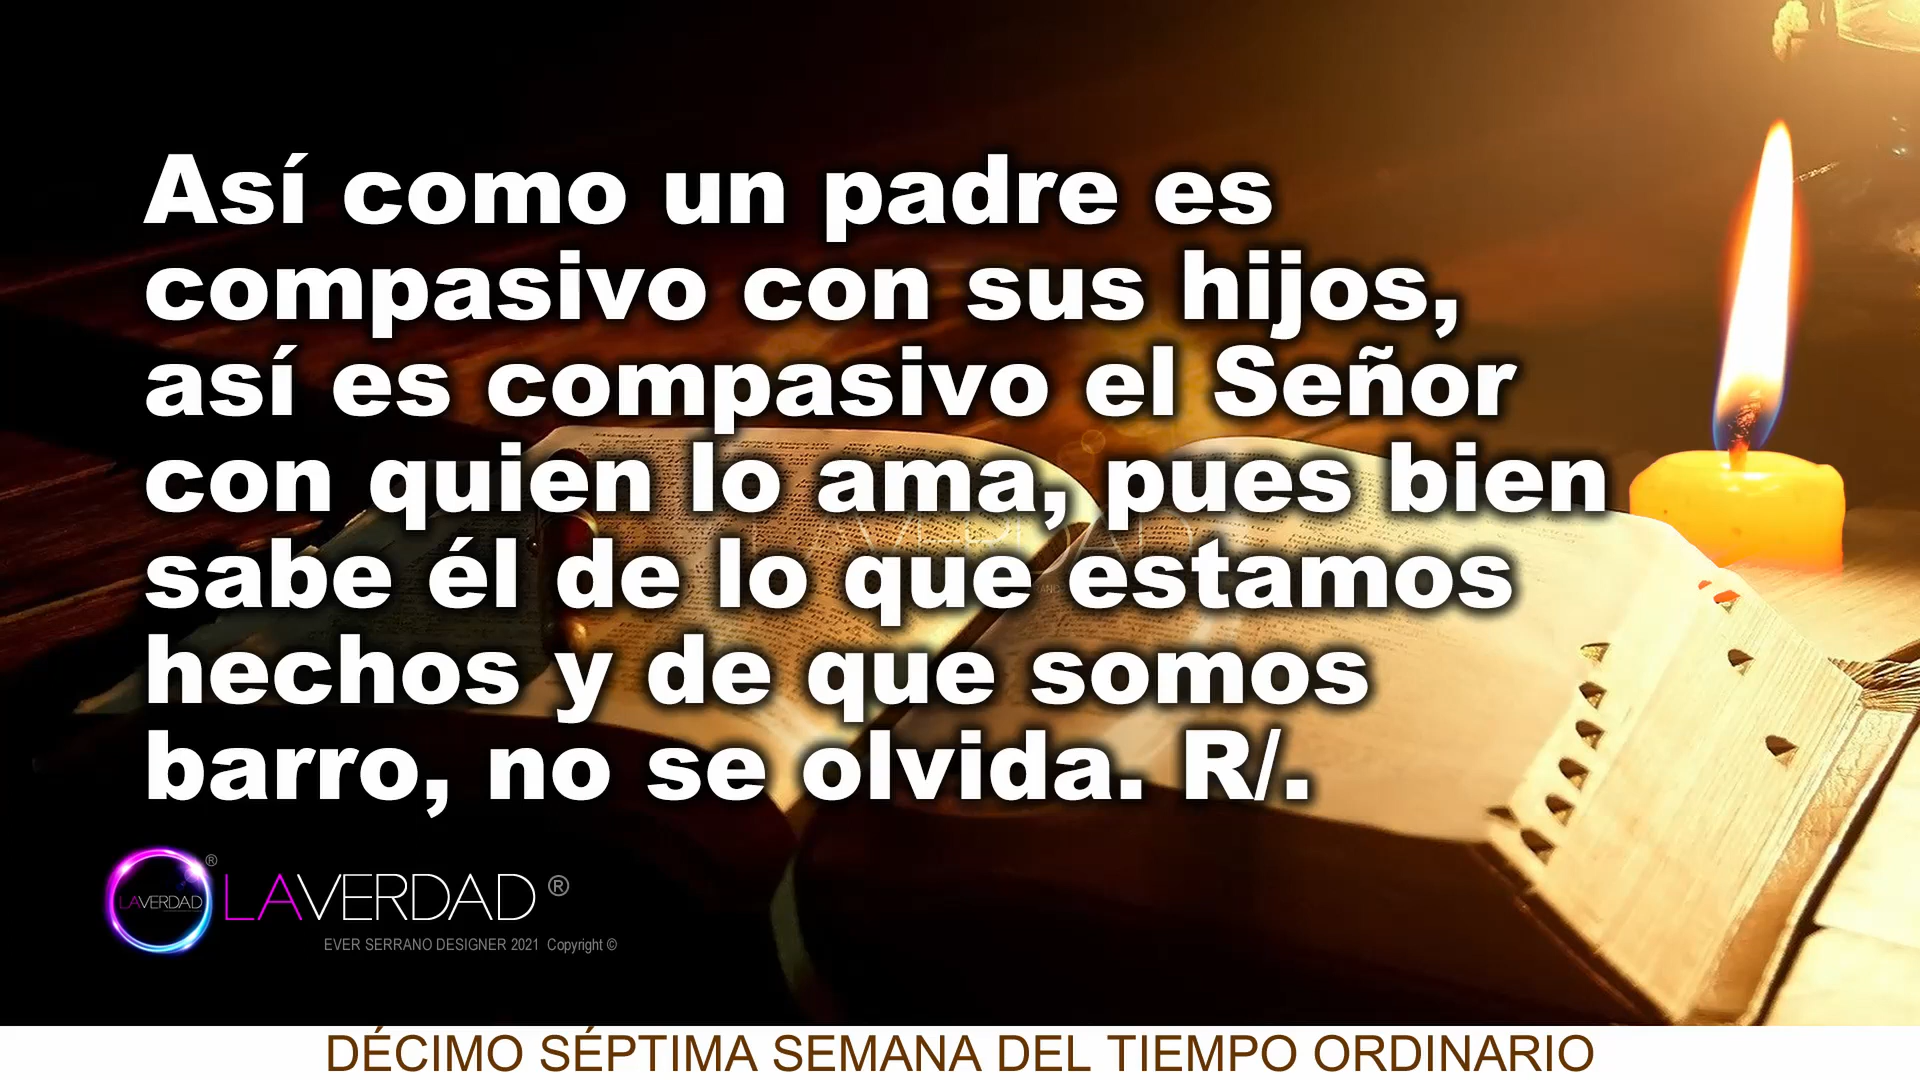 Así como un padre es
compasivo con sus hijos,
así es compasivo el Señor
con quien lo ama, pues bien
sabe él de lo que estamos
hechos y de que somos
barro, no se olvida. R/.
LAVERDAD ® LAVERDAD ®
EVER SERRANO DESIGNER 2021 Copyright ©
DÉCIMO SÉPTIMA SEMANA DEL TIEMPO ORDINARIO